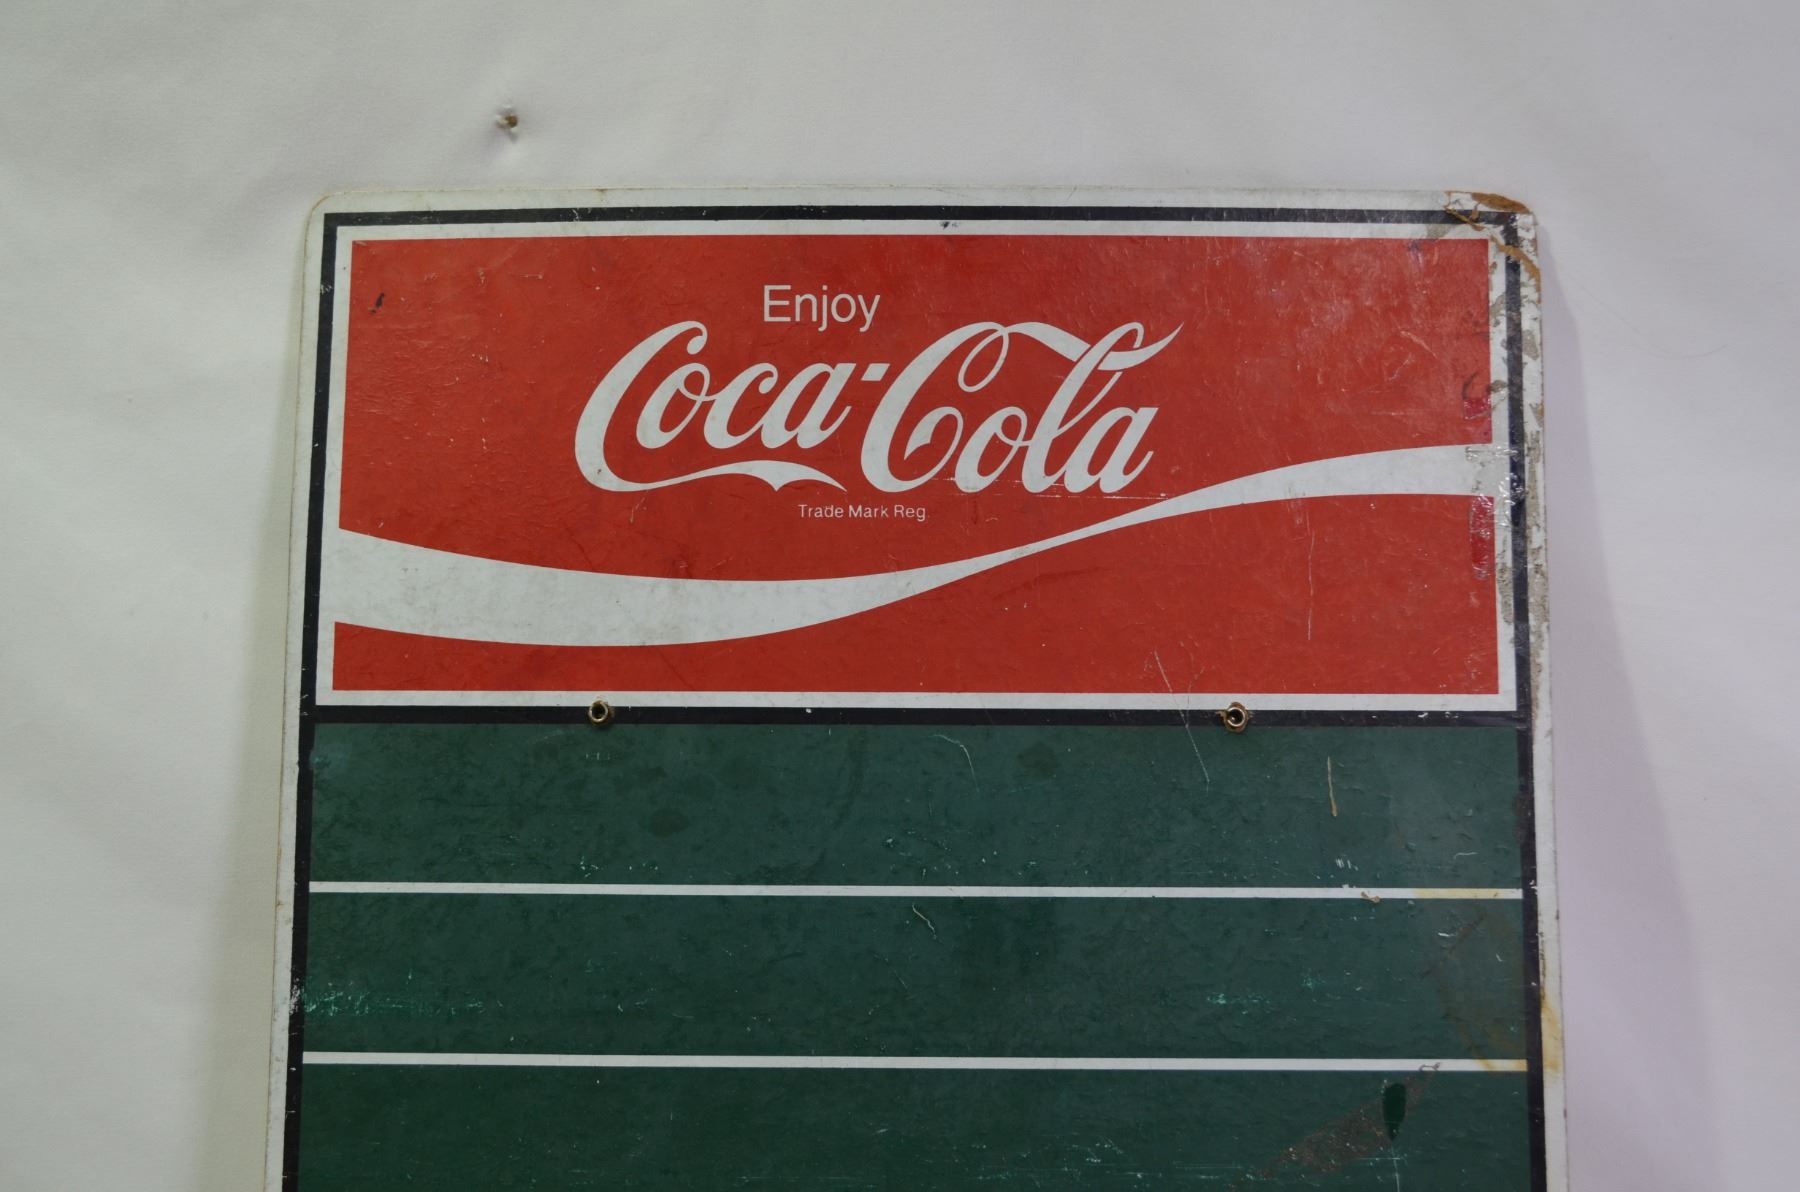 Enjoy
Coca-Cola
Trade Mark Reg.